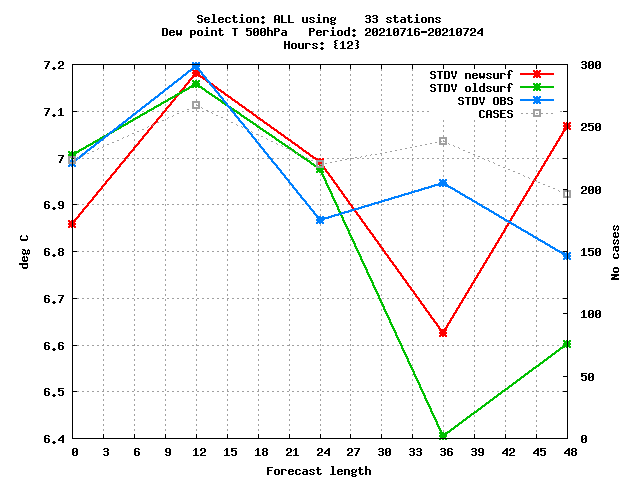 Selection: ALL using    33 stations
Dew point T 500hPa   Period: 20210716-20210724
Hours: {12}
STDV newsurf
STDV oldsurf
STDV OBS
CASES
7.2
7.1
7
6.9
6.8
6.7
6.6
6.5
6.4
deg C
300
250
200
150
100
50
0
No cases
0 3 6 9 12 15 18 21 24 27 30 33 36 39 42 45 48
Forecast length